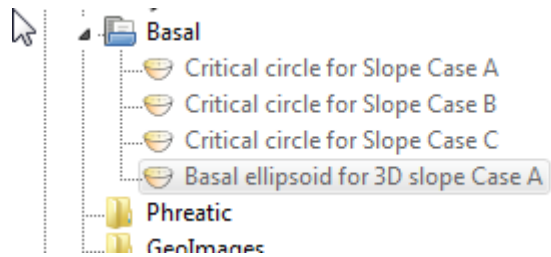 Basal
Critical circle for Slope Case A
Critical circle for Slope Case B
Critical circle for Slope Case C
Basal ellipsoid for 3D slope Case A
Phreatic
GeoImages